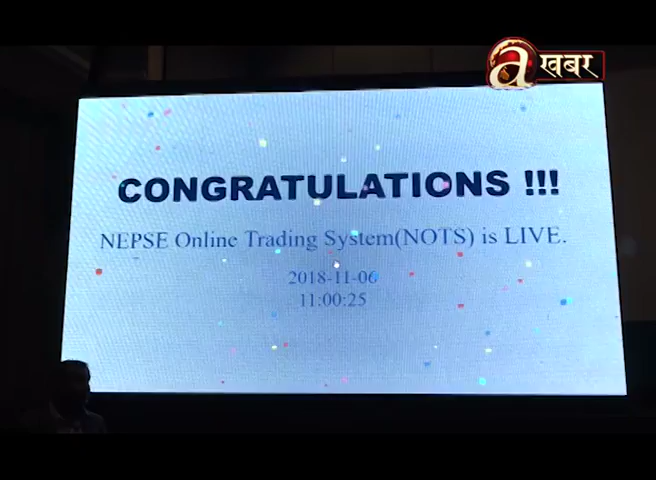 a खबर
CONGRATULATIONS !!!
NEPSE Online Trading System(NOTS) is LIVE.
2018-11-06
11:00:25